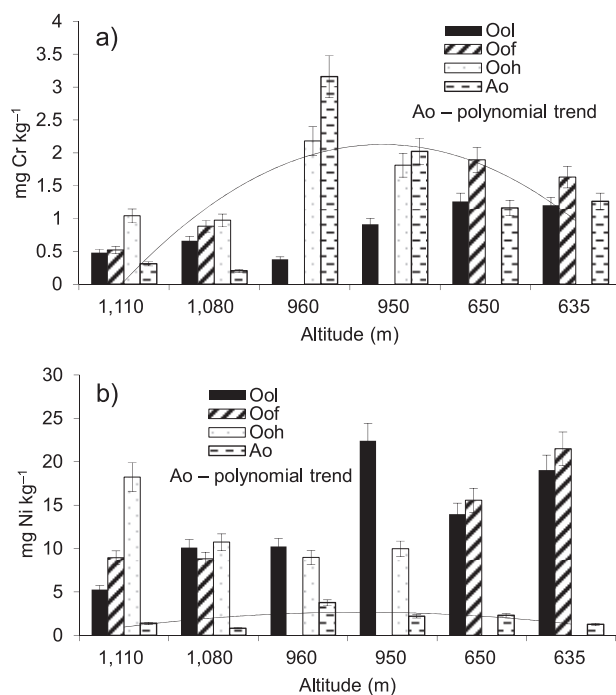 a)
Ool
Oof
Ooh
Ao
Ao – polynomial trend
mg Cr kg⁻¹
4
3.5
3
2.5
2
1.5
1
0.5
0
1,110 1,080 960 950 650 635
Altitude (m)
b)
Ool
Oof
Ooh
Ao
Ao – polynomial trend
mg Ni kg⁻¹
30
25
20
15
10
5
0
1,110 1,080 960 950 650 635
Altitude (m)